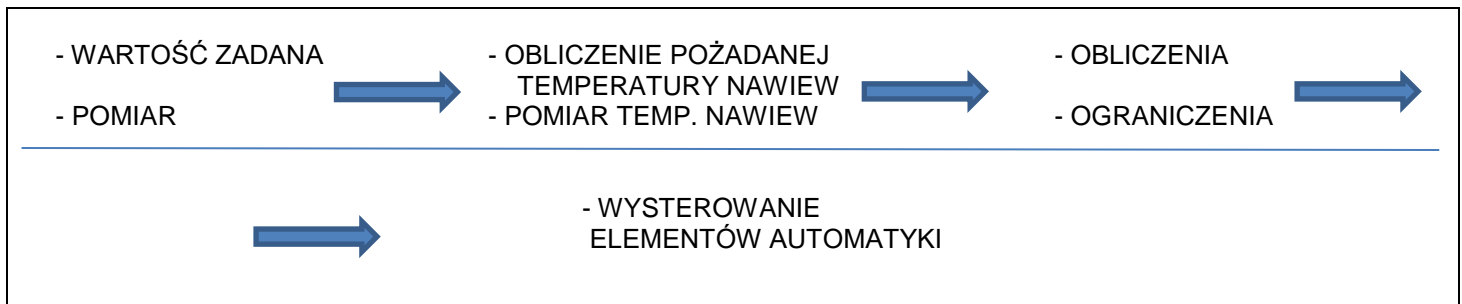 - WARTOŚĆ ZADANA
- POMIAR
- OBLICZENIE POŻADANEJ
TEMPERATURY NAWIEW
- POMIAR TEMP. NAWIEW
- OBLICZENIA
- OGRANICZENIA
- WYSTEROWANIE
ELEMENTÓW AUTOMATYKI